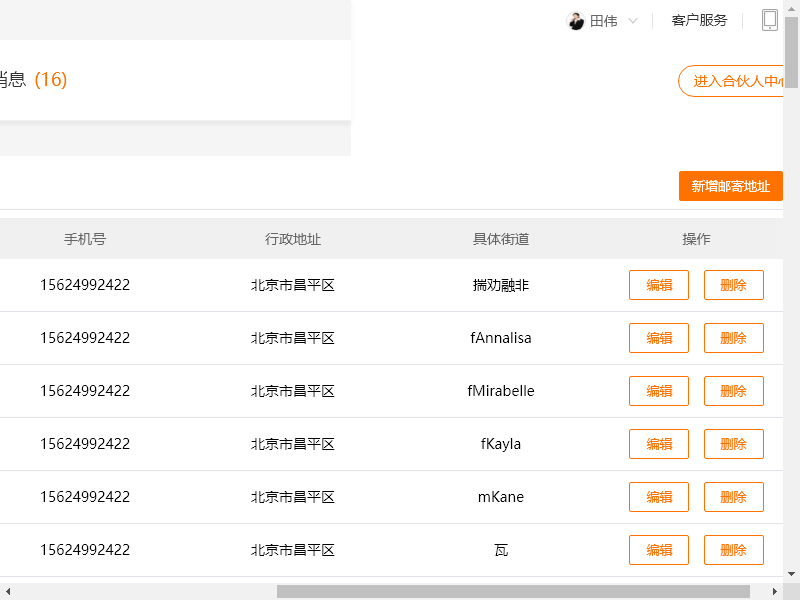 田伟 客户服务
消息 (16)
进入合伙人中心
新增邮寄地址
手机号 行政地址 具体街道 操作
15624992422 北京市昌平区 揣劝融非 编辑 删除
15624992422 北京市昌平区 fAnnalisa 编辑 删除
15624992422 北京市昌平区 fMirabelle 编辑 删除
15624992422 北京市昌平区 fKayla 编辑 删除
15624992422 北京市昌平区 mKane 编辑 删除
15624992422 北京市昌平区 瓦 编辑 删除